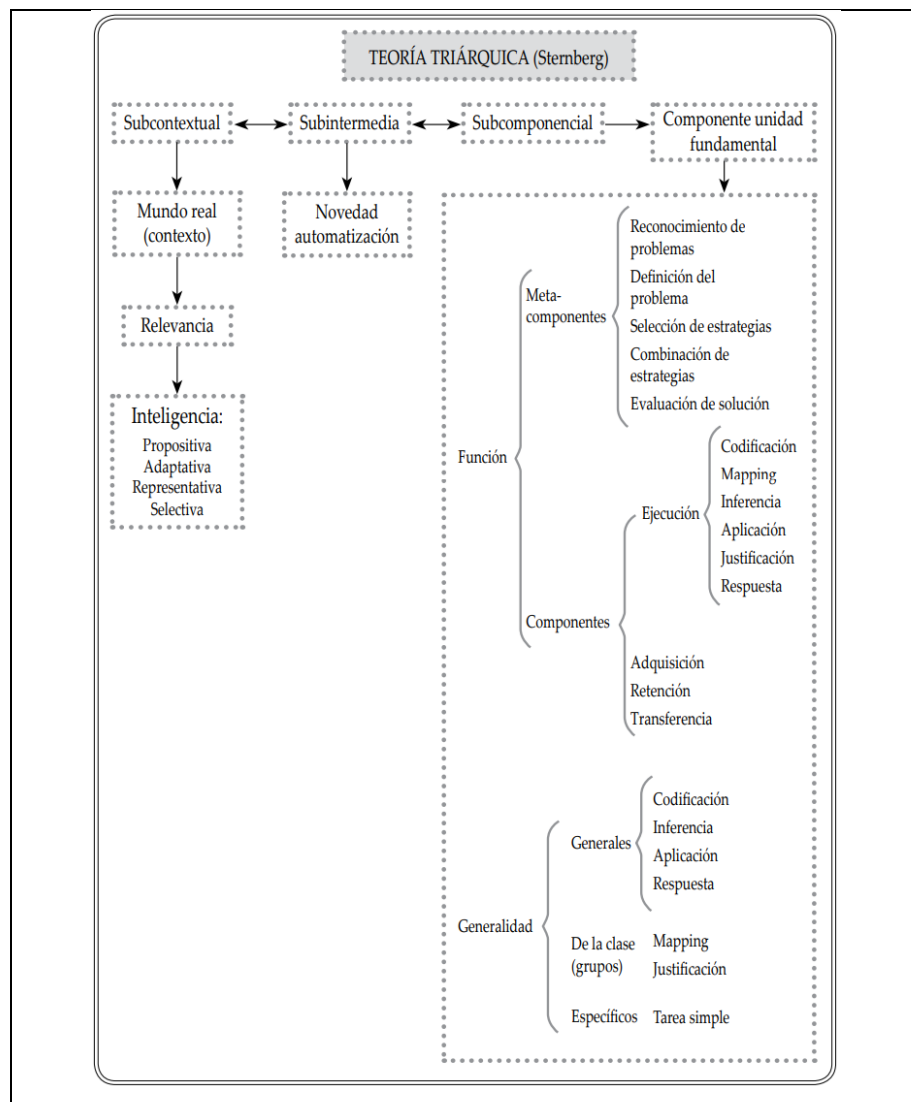 TEORÍA TRIÁRQUICA (Sternberg)
Subcontextual
Subintermedia
Subcomponencial
Componente unidad
fundamental
Mundo real
(contexto)
Novedad
automatización
Relevancia
Inteligencia:
Propositiva
Adaptativa
Representativa
Selectiva
Función
Meta-
componentes
Reconocimiento de
problemas
Definición del
problema
Selección de estrategias
Combinación de
estrategias
Evaluación de solución
Componentes
Ejecución
Codificación
Mapping
Inferencia
Aplicación
Justificación
Respuesta
Adquisición
Retención
Transferencia
Generalidad
Generales
Codificación
Inferencia
Aplicación
Respuesta
De la clase
(grupos)
Mapping
Justificación
Específicos
Tarea simple